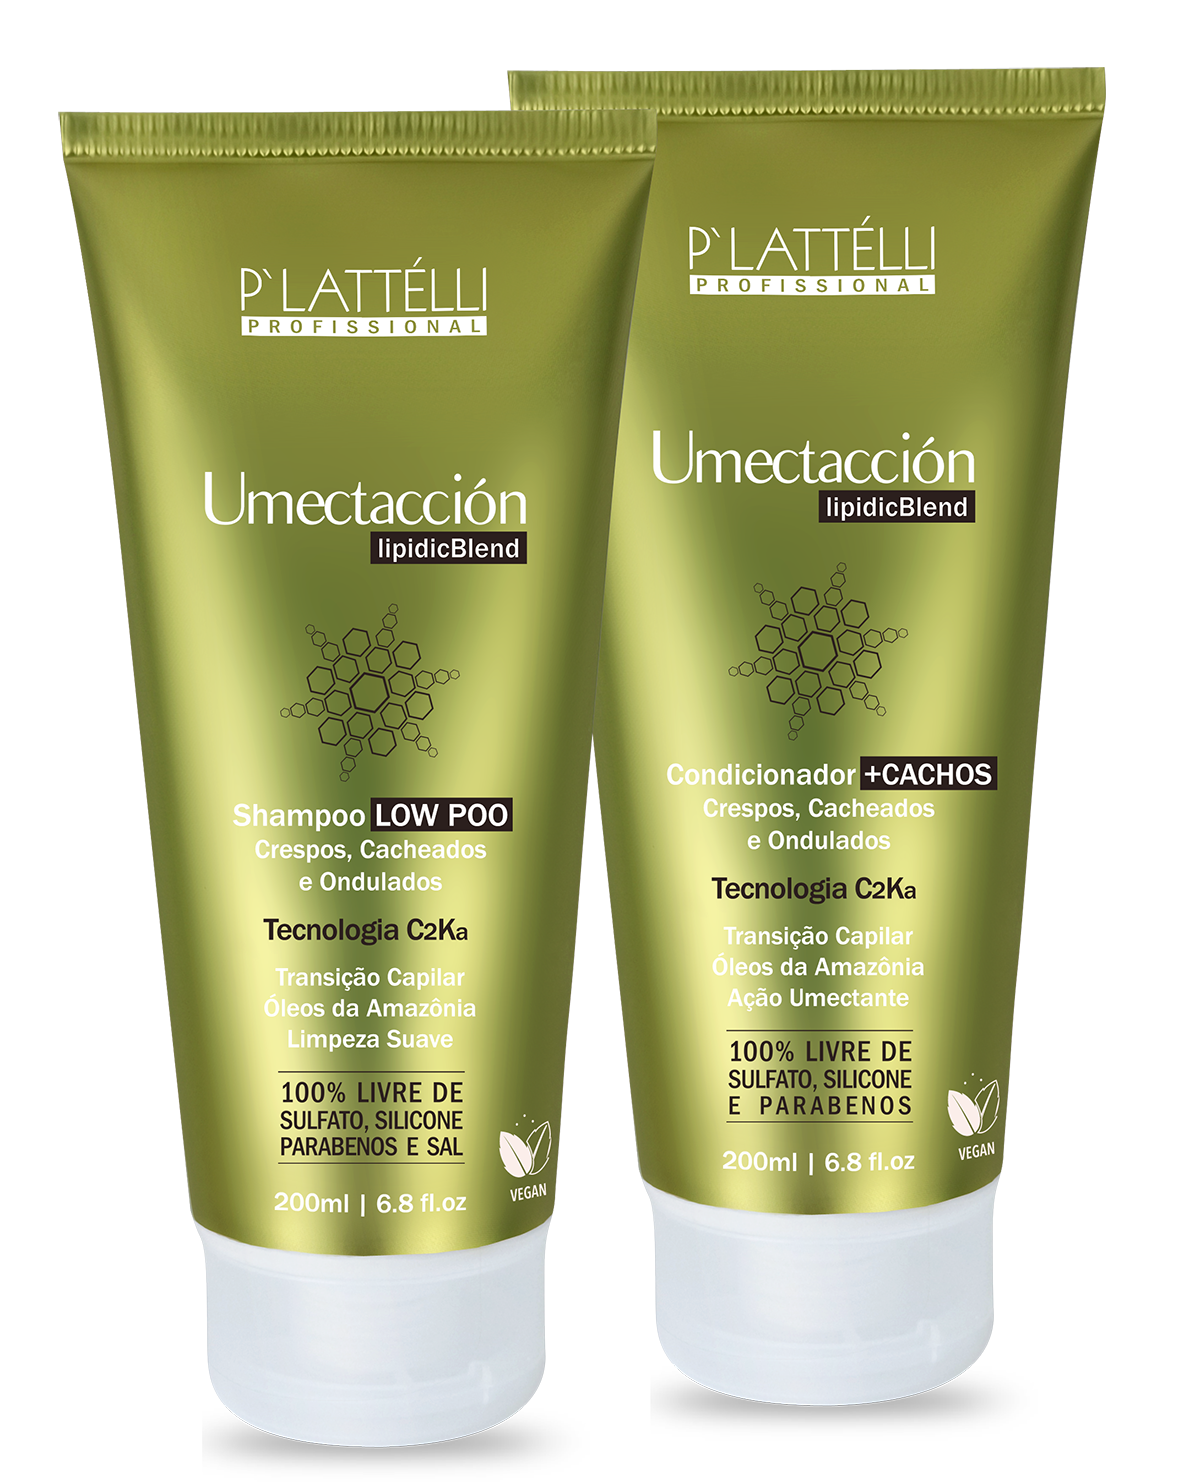 P`LATTÉLLI
PROFISSIONAL
Umectacción
lipidicBlend
Shampoo LOW POO
Crespos, Cacheados
e Ondulados
Tecnologia C2Ka
Transição Capilar
Óleos da Amazônia
Limpeza Suave
100% LIVRE DE
SULFATO, SILICONE
PARABENOS E SAL
VEGAN
200ml | 6.8 fl.oz
P`LATTÉLLI
PROFISSIONAL
Umectacción
lipidicBlend
Condicionador +CACHOS
Crespos, Cacheados
e Ondulados
Tecnologia C2Ka
Transição Capilar
Óleos da Amazônia
Ação Umectante
100% LIVRE DE
SULFATO, SILICONE
E PARABENOS
VEGAN
200ml | 6.8 fl.oz